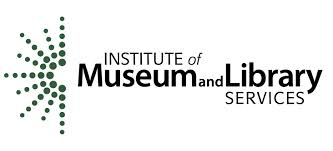 INSTITUTE of
Museum and Library
SERVICES